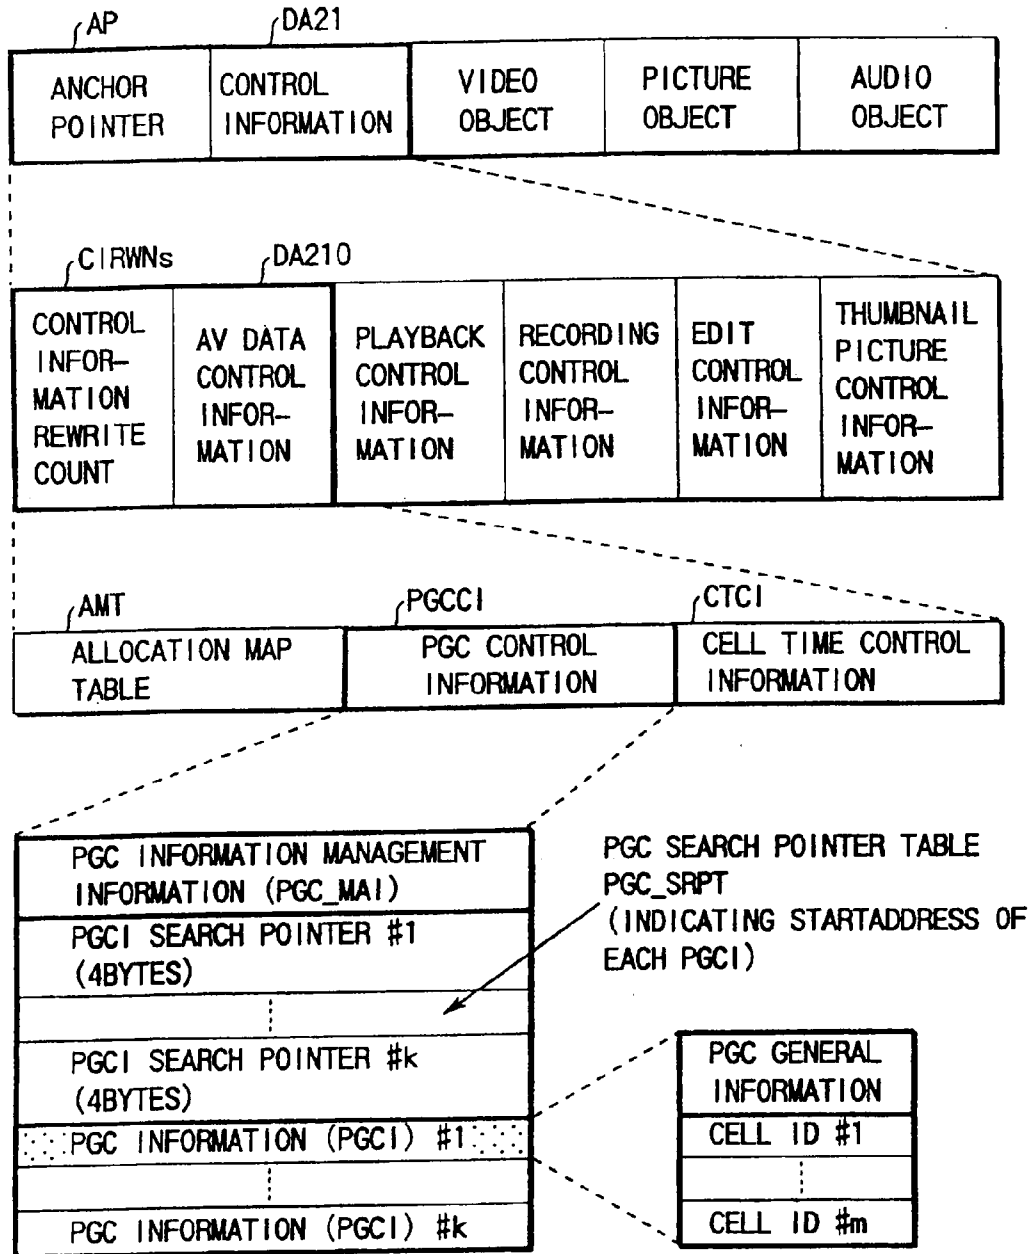 AP
DA21
ANCHOR
POINTER
CONTROL
INFORMATION
VIDEO
OBJECT
PICTURE
OBJECT
AUDIO
OBJECT
CIRWNs
DA210
CONTROL
INFOR-
MATION
REWRITE
COUNT
AV DATA
CONTROL
INFOR-
MATION
PLAYBACK
CONTROL
INFOR-
MATION
RECORDING
CONTROL
INFOR-
MATION
EDIT
CONTROL
INFOR-
MATION
THUMBNAIL
PICTURE
CONTROL
INFOR-
MATION
AMT
PGCCI
CTCI
ALLOCATION MAP
TABLE
PGC CONTROL
INFORMATION
CELL TIME CONTROL
INFORMATION
PGC INFORMATION MANAGEMENT
INFORMATION (PGC_MAI)
PGCI SEARCH POINTER #1
(4BYTES)
PGCI SEARCH POINTER #k
(4BYTES)
PGC INFORMATION (PGCI) #1
PGC INFORMATION (PGCI) #k
PGC SEARCH POINTER TABLE
PGC_SRPT
(INDICATING STARTADDRESS OF
EACH PGCI)
PGC GENERAL
INFORMATION
CELL ID #1
CELL ID #m